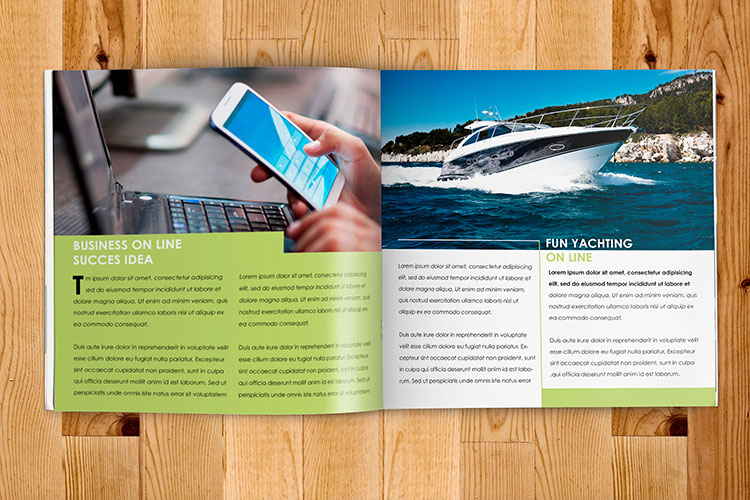 BUSINESS ON LINE
SUCCES IDEA
Tm ipsum dolor sit amet, consectetur adipisicing
sed do eiusmod tempor incididunt ut labore et
dolore magna aliqua. Ut enim ad minim veniam, quis
nostrud exercitation ullamco laboris nisi ut aliquip ex
ea commodo consequat.
Duis aute irure dolor in reprehenderit in voluptate
velit esse cillum dolore eu fugiat nulla pariatur. Excepteur
sint occaecat cupidatat non proident, sunt in culpa
qui officia deserunt mollit anim id est laborum. Sed ut
perspiciatis unde omnis iste natus error sit voluptatem
Lorem ipsum dolor sit amet, consectetur adipisicing
elit, sed do eiusmod tempor incididunt ut labore et
dolore magna aliqua. Ut enim ad minim veniam, quis
nostrud exercitation ullamco laboris nisi ut aliquip ex
ea commodo consequat.
Duis aute irure dolor in reprehenderit in voluptate velit
esse cillum dolore eu fugiat nulla pariatur. Excepteur
sint occaecat cupidatat non proident, sunt in culpa
qui officia deserunt mollit anim id est laborum. Sed ut
perspiciatis unde omnis iste natus error sit voluptatem
Lorem ipsum dolor sit amet, consectetur adipisicing
elit, sed do eiusmod tempor incididunt ut labore et
dolore magna aliqua. Ut enim ad minim veniam,
quis nostrud exercitation ullamco laboris nisi ut
aliquip ex ea commodo consequat.
Duis aute irure dolor in reprehenderit in voluptate
velit esse cillum dolore eu fugiat nulla pariatur. Ex-
cepteur sint occaecat cupidatat non proident, sunt
in culpa qui officia deserunt mollit anim id est labo-
rum. Sed ut perspiciatis unde omnis iste natus error
FUN YACHTING
ON LINE
Lorem ipsum dolor sit amet, consectetur adipisicing
elit, sed do eiusmod tempor incididunt ut labore et
dolore magna aliqua. Ut enim ad minim veniam, quis
nostrud exercitation ullamco laboris nisi ut aliquip ex
ea commodo consequat.
Duis aute irure dolor in reprehenderit in voluptate velit
esse cillum dolore eu fugiat nulla pariatur. Excepteur
sint occaecat cupidatat non proident, sunt in culpa
qui officia deserunt mollit anim id est laborum.